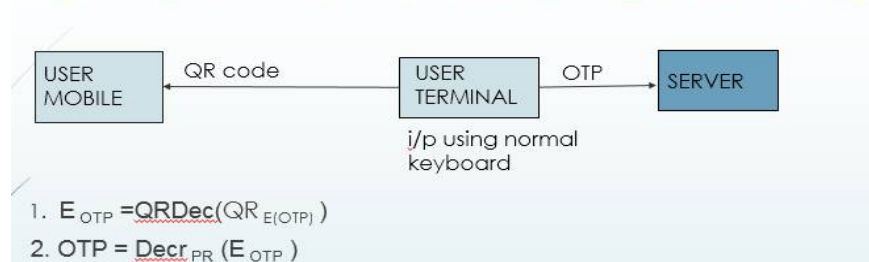 USER
MOBILE
QR code
USER
TERMINAL
OTP
SERVER
i/p using normal
keyboard
1. E OTP =QRDec(QR E(OTP) )
2. OTP = Decr PR (E OTP )